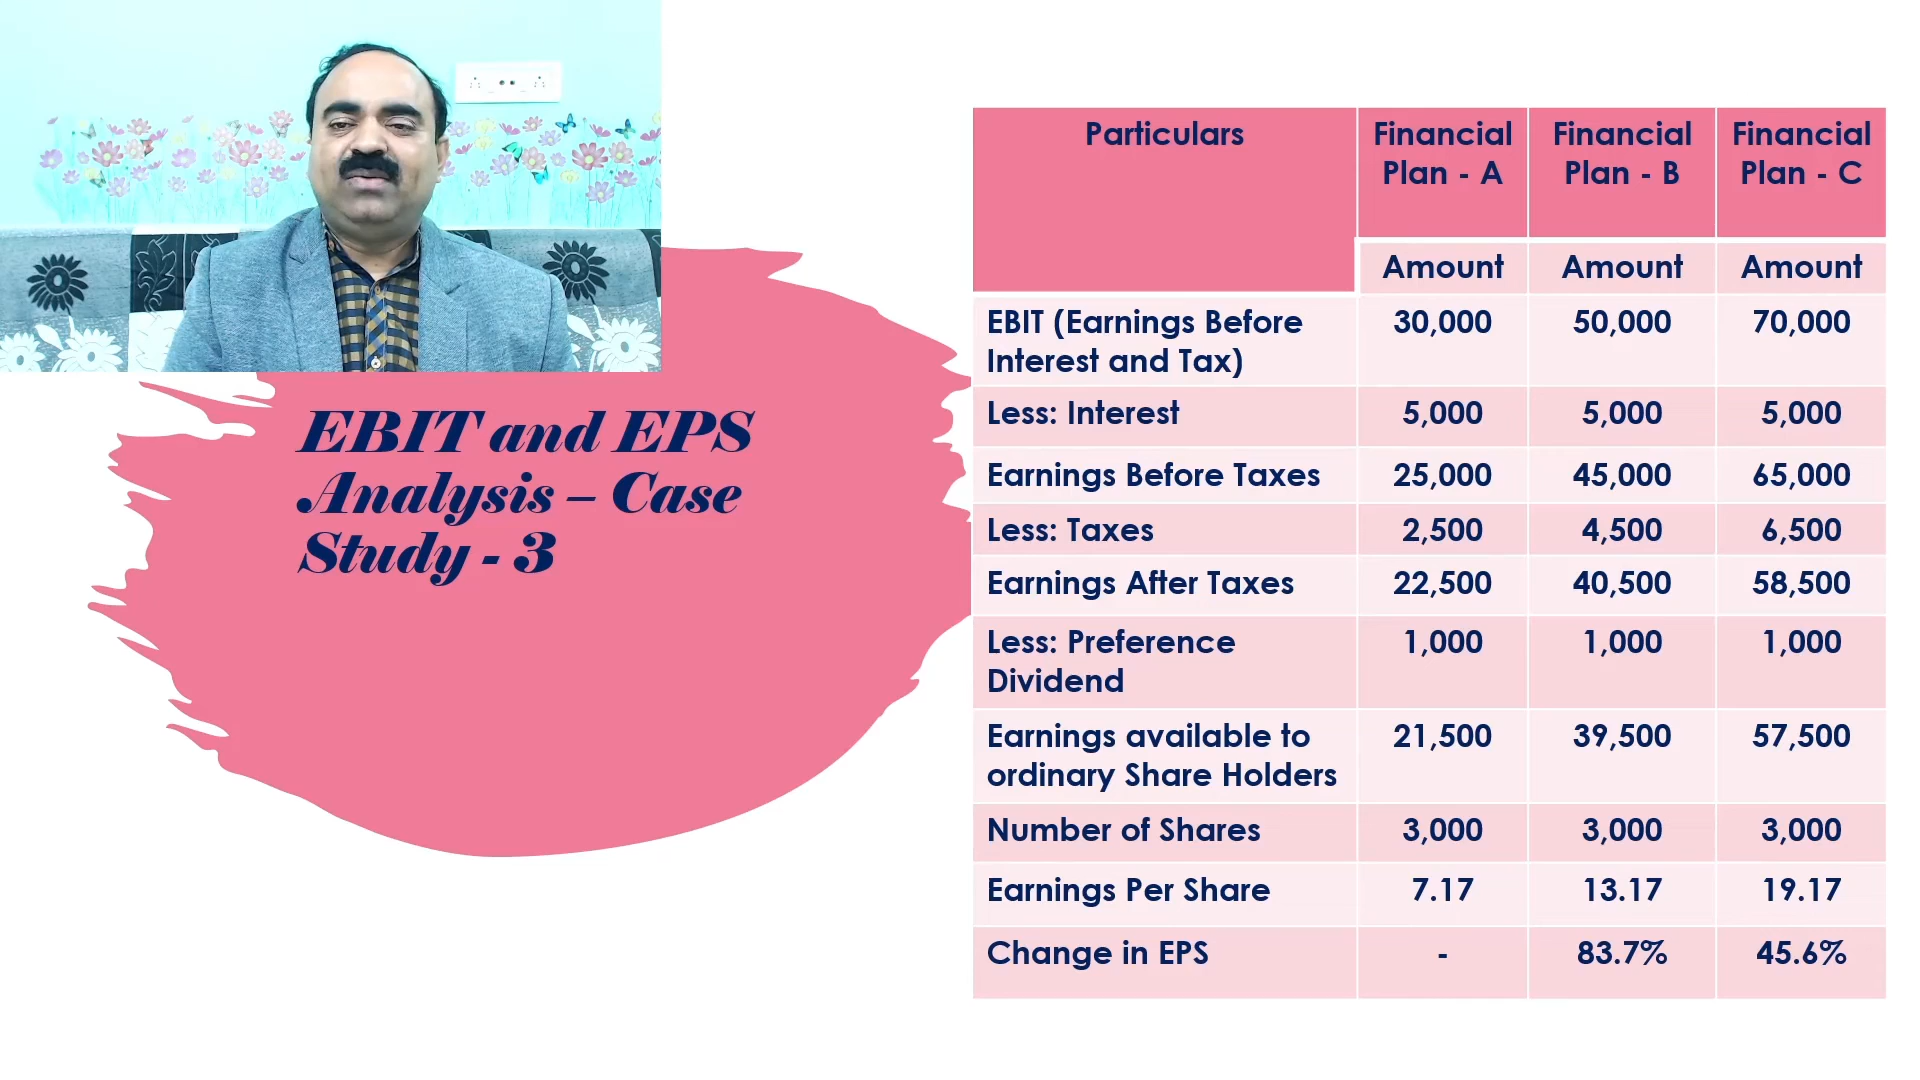 EBIT and EPS
Analysis – Case
Study - 3
Particulars
Financial
Plan - A
Financial
Plan - B
Financial
Plan - C
Amount Amount Amount
EBIT (Earnings Before
Interest and Tax)
30,000 50,000 70,000
Less: Interest 5,000 5,000 5,000
Earnings Before Taxes 25,000 45,000 65,000
Less: Taxes 2,500 4,500 6,500
Earnings After Taxes 22,500 40,500 58,500
Less: Preference
Dividend
1,000 1,000 1,000
Earnings available to
ordinary Share Holders
21,500 39,500 57,500
Number of Shares 3,000 3,000 3,000
Earnings Per Share 7.17 13.17 19.17
Change in EPS - 83.7% 45.6%